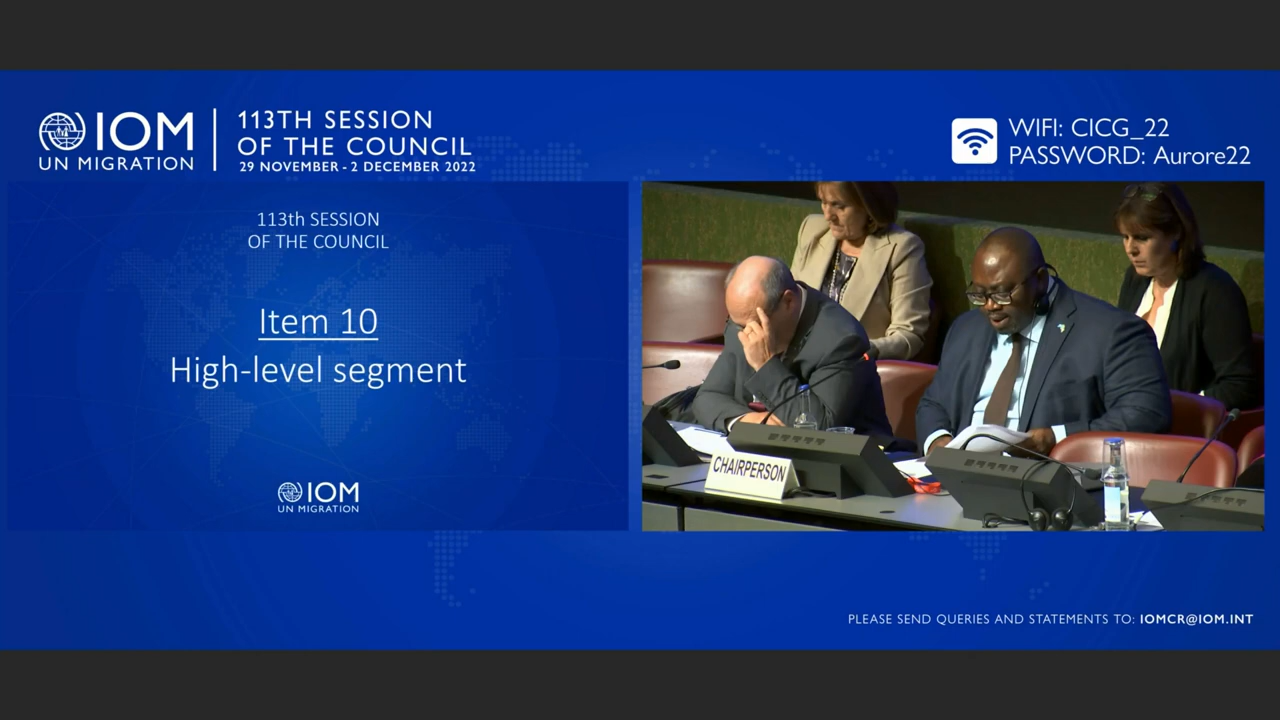 IOM
UN MIGRATION
113TH SESSION
OF THE COUNCIL
29 NOVEMBER - 2 DECEMBER 2022
WIFI: CICG_22
PASSWORD: Aurore22
113th SESSION
OF THE COUNCIL
Item 10
High-level segment
IOM
UN MIGRATION
CHAIRPERSON
PLEASE SEND QUERIES AND STATEMENTS TO: IOMCR@IOM.INT